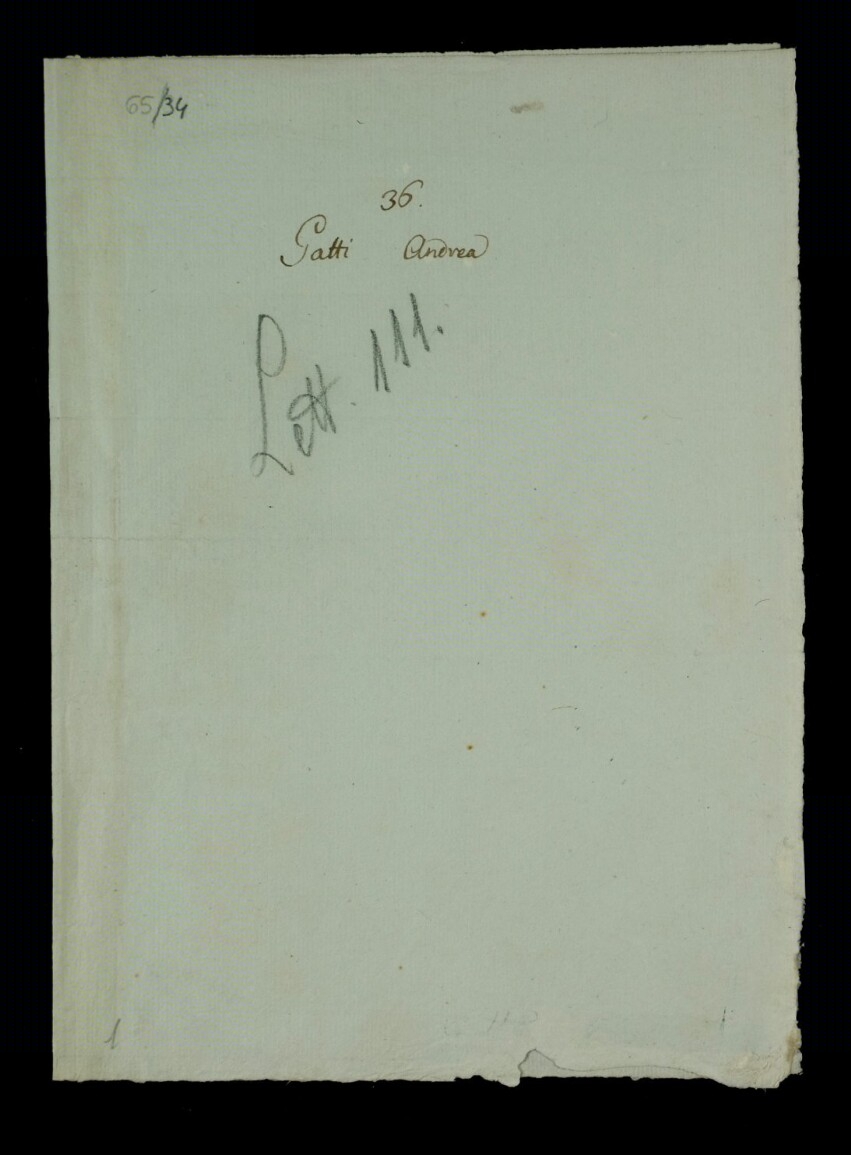 65/34
36.
Gatti Andrea
Lett. 111.
1